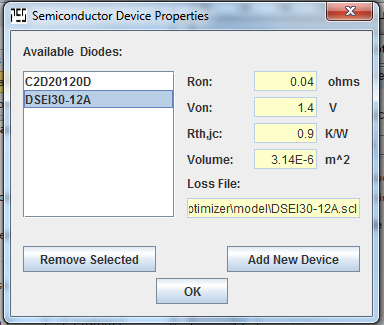 Semiconductor Device Properties
Available Diodes:
C2D20120D
DSEI30-12A
Ron: 0.04 ohms
Von: 1.4 V
Rth,jc: 0.9 K/W
Volume: 3.14E-6 m^2
Loss File:
ptimizer\model\DSEI30-12A.scl
Remove Selected
Add New Device
OK